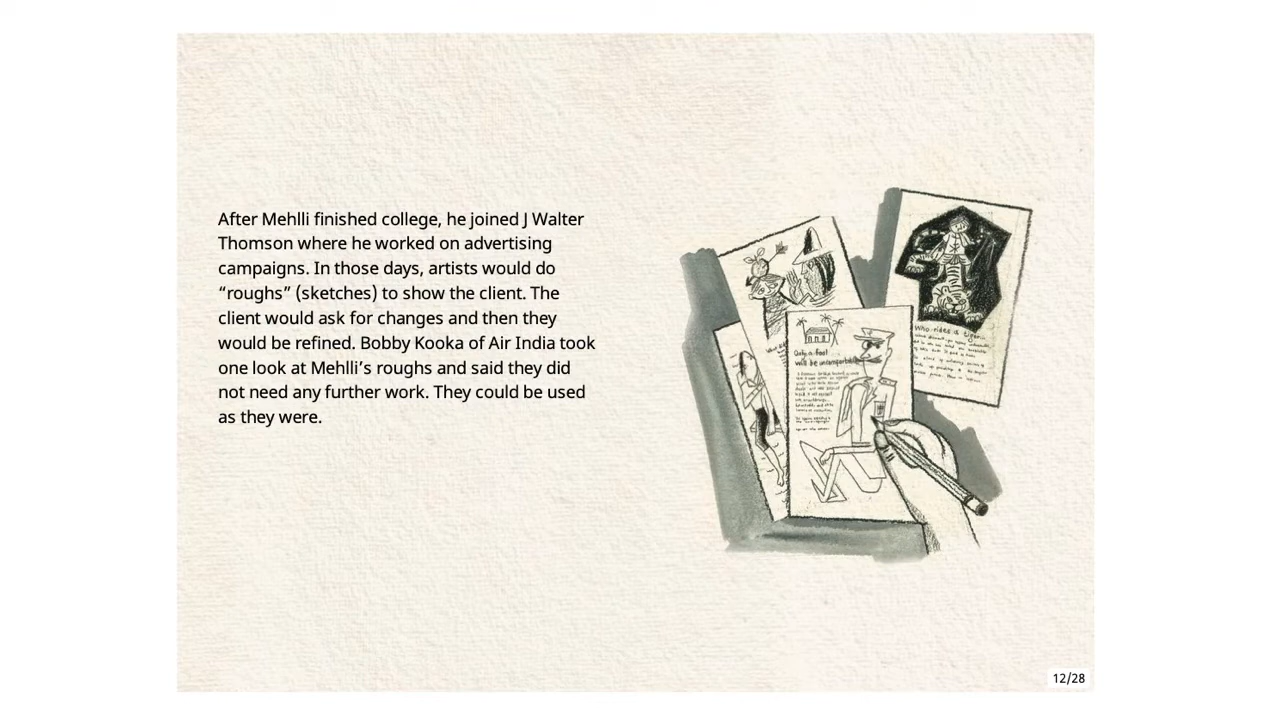 After Mehlli finished college, he joined J Walter
Thomson where he worked on advertising
campaigns. In those days, artists would do
“roughs” (sketches) to show the client. The
client would ask for changes and then they
would be refined. Bobby Kooka of Air India took
one look at Mehlli’s roughs and said they did
not need any further work. They could be used
as they were.
Who rides a tiger...
Only a fool
will be uncomfortable
12/28